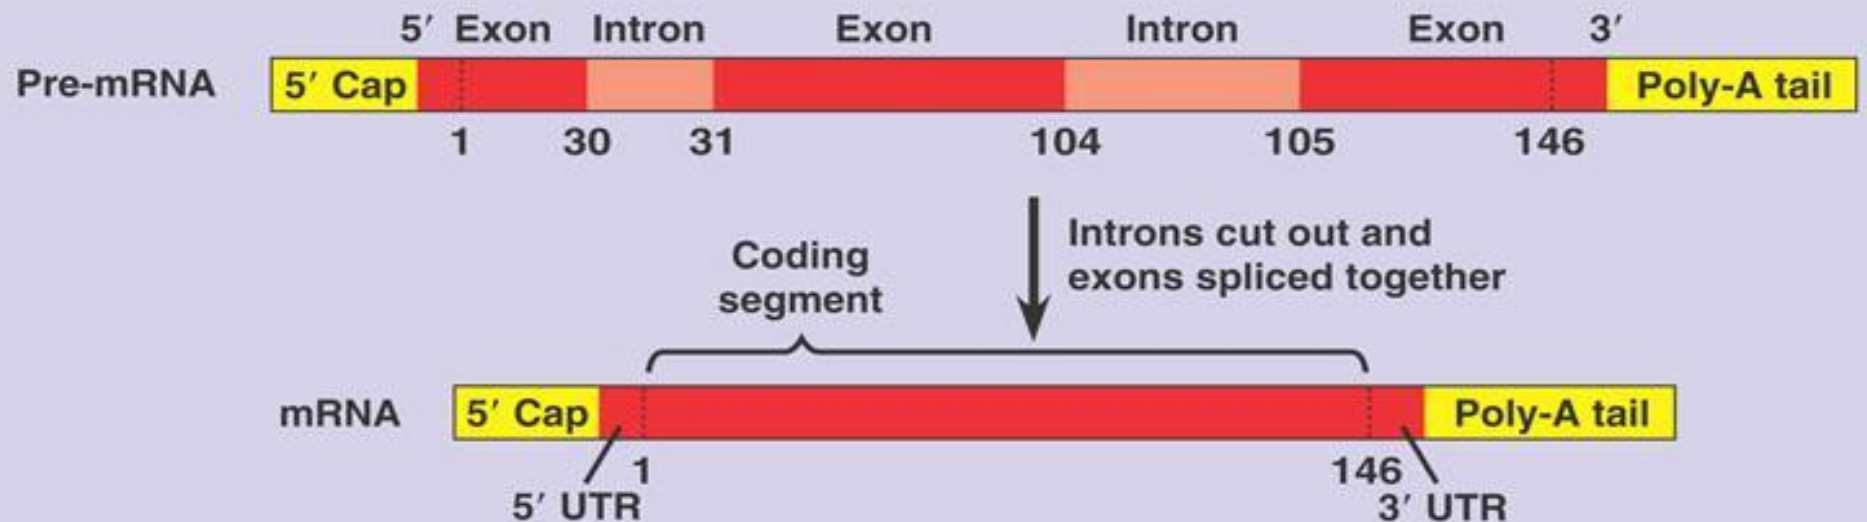 5′ Exon Intron Exon Intron Exon 3′
Pre-mRNA 5′ Cap Poly-A tail
1 30 31 104 105 146
Introns cut out and
exons spliced together
Coding
segment
mRNA 5′ Cap Poly-A tail
1 146
5′ UTR 3′ UTR